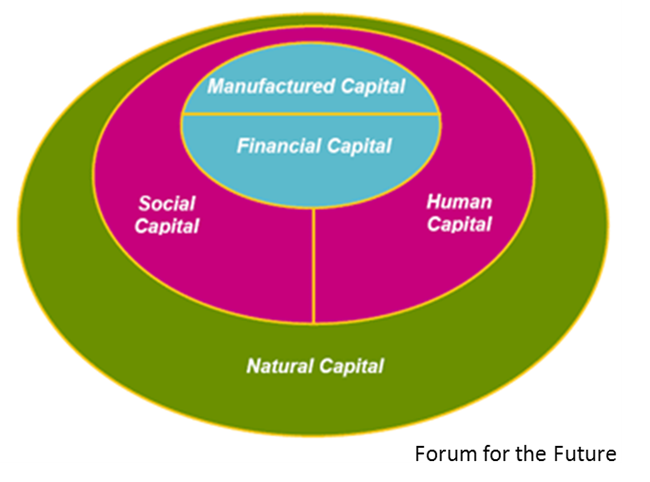 Manufactured Capital
Financial Capital
Social
Capital
Human
Capital
Natural Capital
Forum for the Future